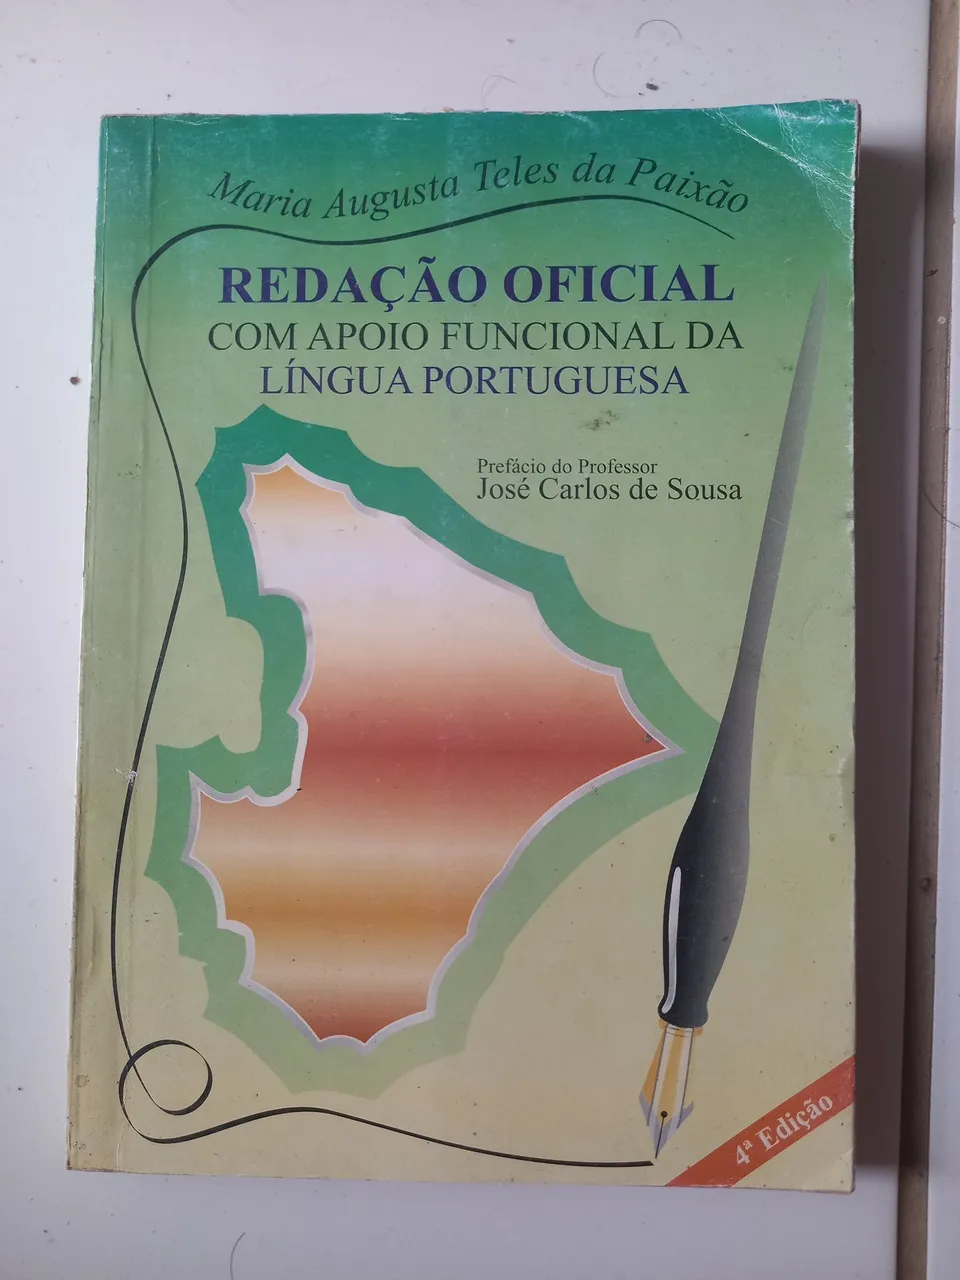 Maria Augusta Teles da Paixão
REDAÇÃO OFICIAL
COM APOIO FUNCIONAL DA
LÍNGUA PORTUGUESA
Prefácio do Professor
José Carlos de Sousa
4ª Edição